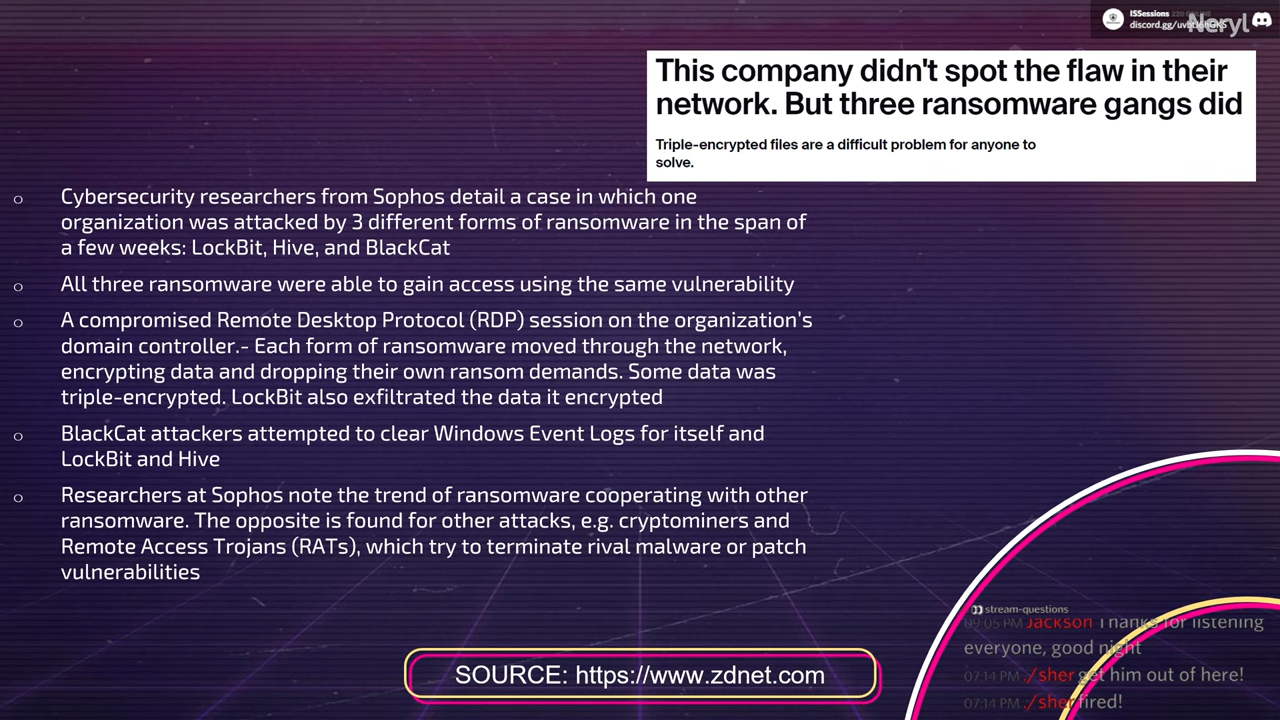 ISSessions
discord.gg/
Neryl
This company didn't spot the flaw in their
network. But three ransomware gangs did
Triple-encrypted files are a difficult problem for anyone to
solve.
o Cybersecurity researchers from Sophos detail a case in which one
organization was attacked by 3 different forms of ransomware in the span of
a few weeks: LockBit, Hive, and BlackCat
o All three ransomware were able to gain access using the same vulnerability
o A compromised Remote Desktop Protocol (RDP) session on the organization's
domain controller.- Each form of ransomware moved through the network,
encrypting data and dropping their own ransom demands. Some data was
triple-encrypted. LockBit also exfiltrated the data it encrypted
o BlackCat attackers attempted to clear Windows Event Logs for itself and
LockBit and Hive
o Researchers at Sophos note the trend of ransomware cooperating with other
ransomware. The opposite is found for other attacks, e.g. cryptominers and
Remote Access Trojans (RATs), which try to terminate rival malware or patch
vulnerabilities
SOURCE: https://www.zdnet.com
stream-questions
09:05 PM Jackson Thanks for listening
everyone, good night
07:14 PM ./sher get him out of here!
07:14 PM ./sher fired!